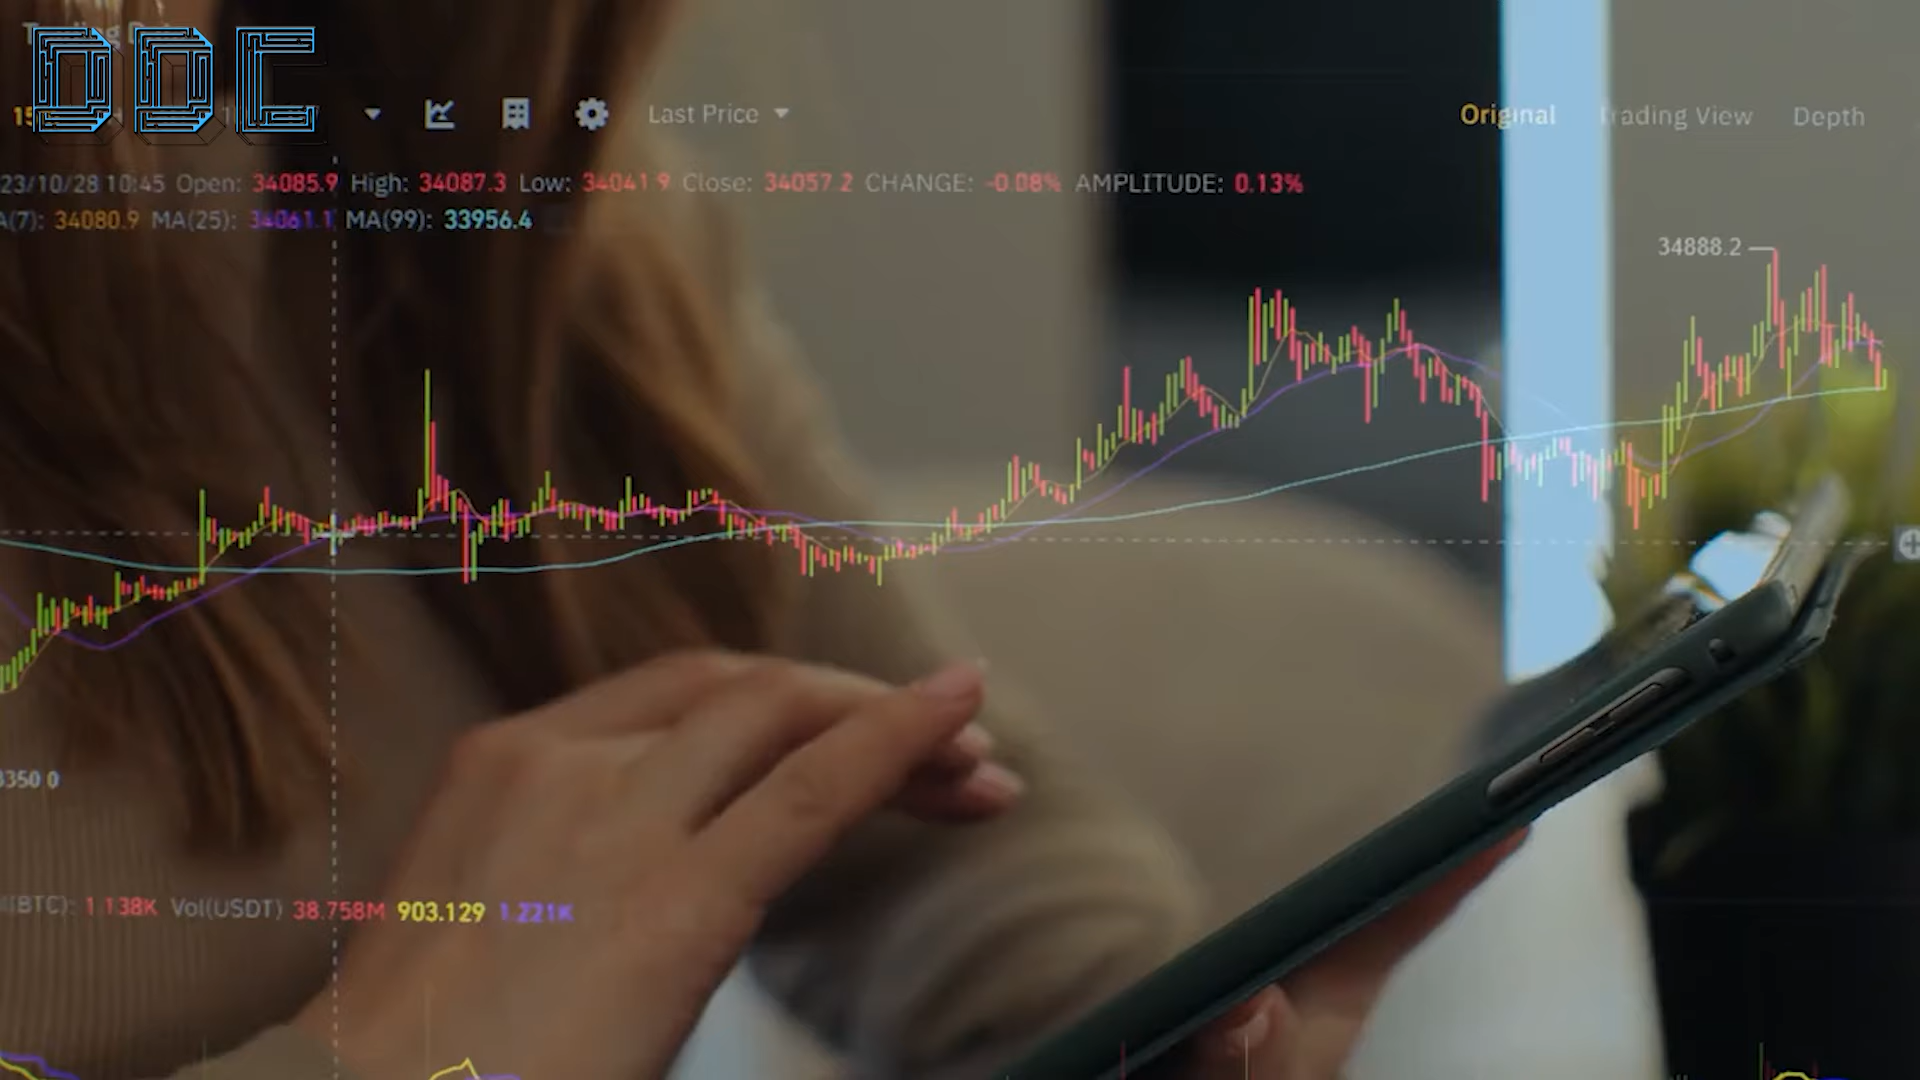 DDC
Last Price
Original Trading View Depth
23/10/28 10:45 Open: 34085.9 High: 34087.3 Low: 34041.9 Close: 34057.2 CHANGE: -0.08% AMPLITUDE: 0.13%
A(7): 34080.9 MA(25): 34061.1 MA(99): 33956.4
34888.2
3350 0
(BTC): 1.138K Vol(USDT) 38.758M 903.129 1.221K